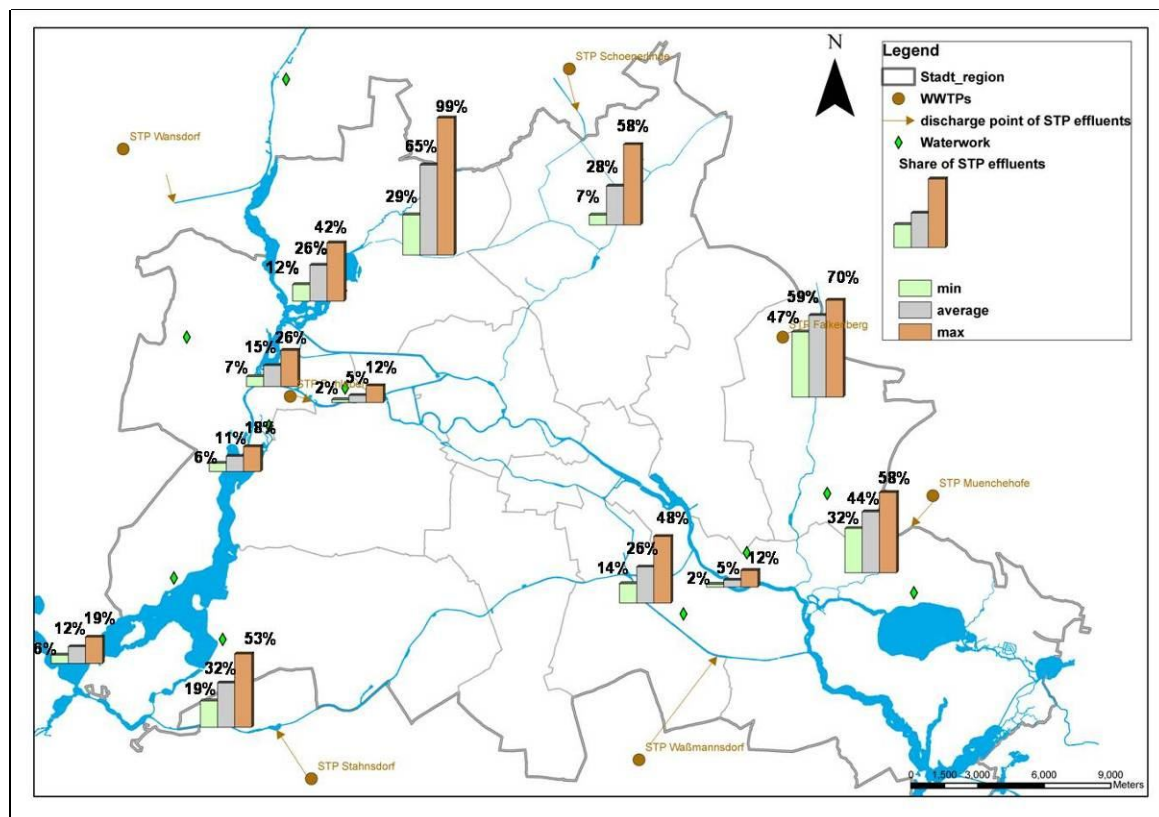 STP Schoenerlinde
N
Legend
Stadt_region
WWTPs
discharge point of STP effluents
Waterwork
Share of STP effluents
min
average
max
STP Wansdorf
99%
65%
29%
58%
28%
7%
42%
26%
12%
70%
59%
47%
STP Falkenberg
26%
15%
7%
12%
5%
2%
STP
18%
11%
6%
STP Muenchehofe
58%
44%
32%
48%
26%
14%
12%
5%
2%
19%
12%
6%
53%
32%
19%
STP Waßmannsdorf
STP Stahnsdorf
0 1,500 3,000 6,000 9,000
Meters